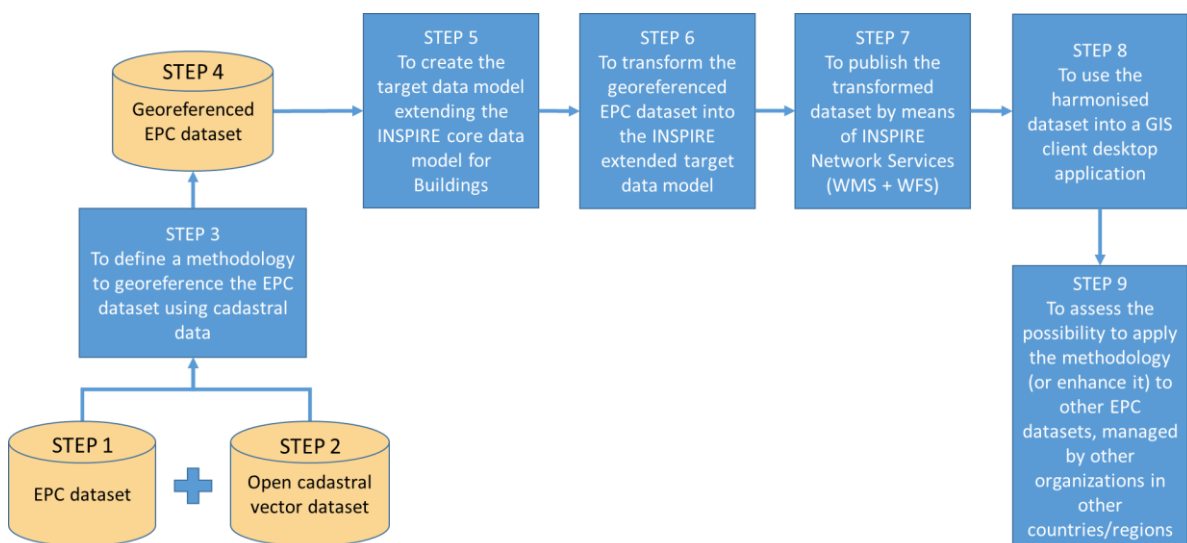 STEP 1
EPC dataset
STEP 2
Open cadastral
vector dataset
STEP 3
To define a methodology
to georeference the EPC
dataset using cadastral
data
STEP 4
Georeferenced
EPC dataset
STEP 5
To create the
target data model
extending the
INSPIRE core data
model for
Buildings
STEP 6
To transform the
georeferenced
EPC dataset into
the INSPIRE
extended target
data model
STEP 7
To publish the
transformed
dataset by means
of INSPIRE
Network Services
(WMS + WFS)
STEP 8
To use the
harmonised
dataset into a GIS
client desktop
application
STEP 9
To assess the
possibility to apply
the methodology
(or enhance it) to
other EPC
datasets, managed
by other
organizations in
other
countries/regions